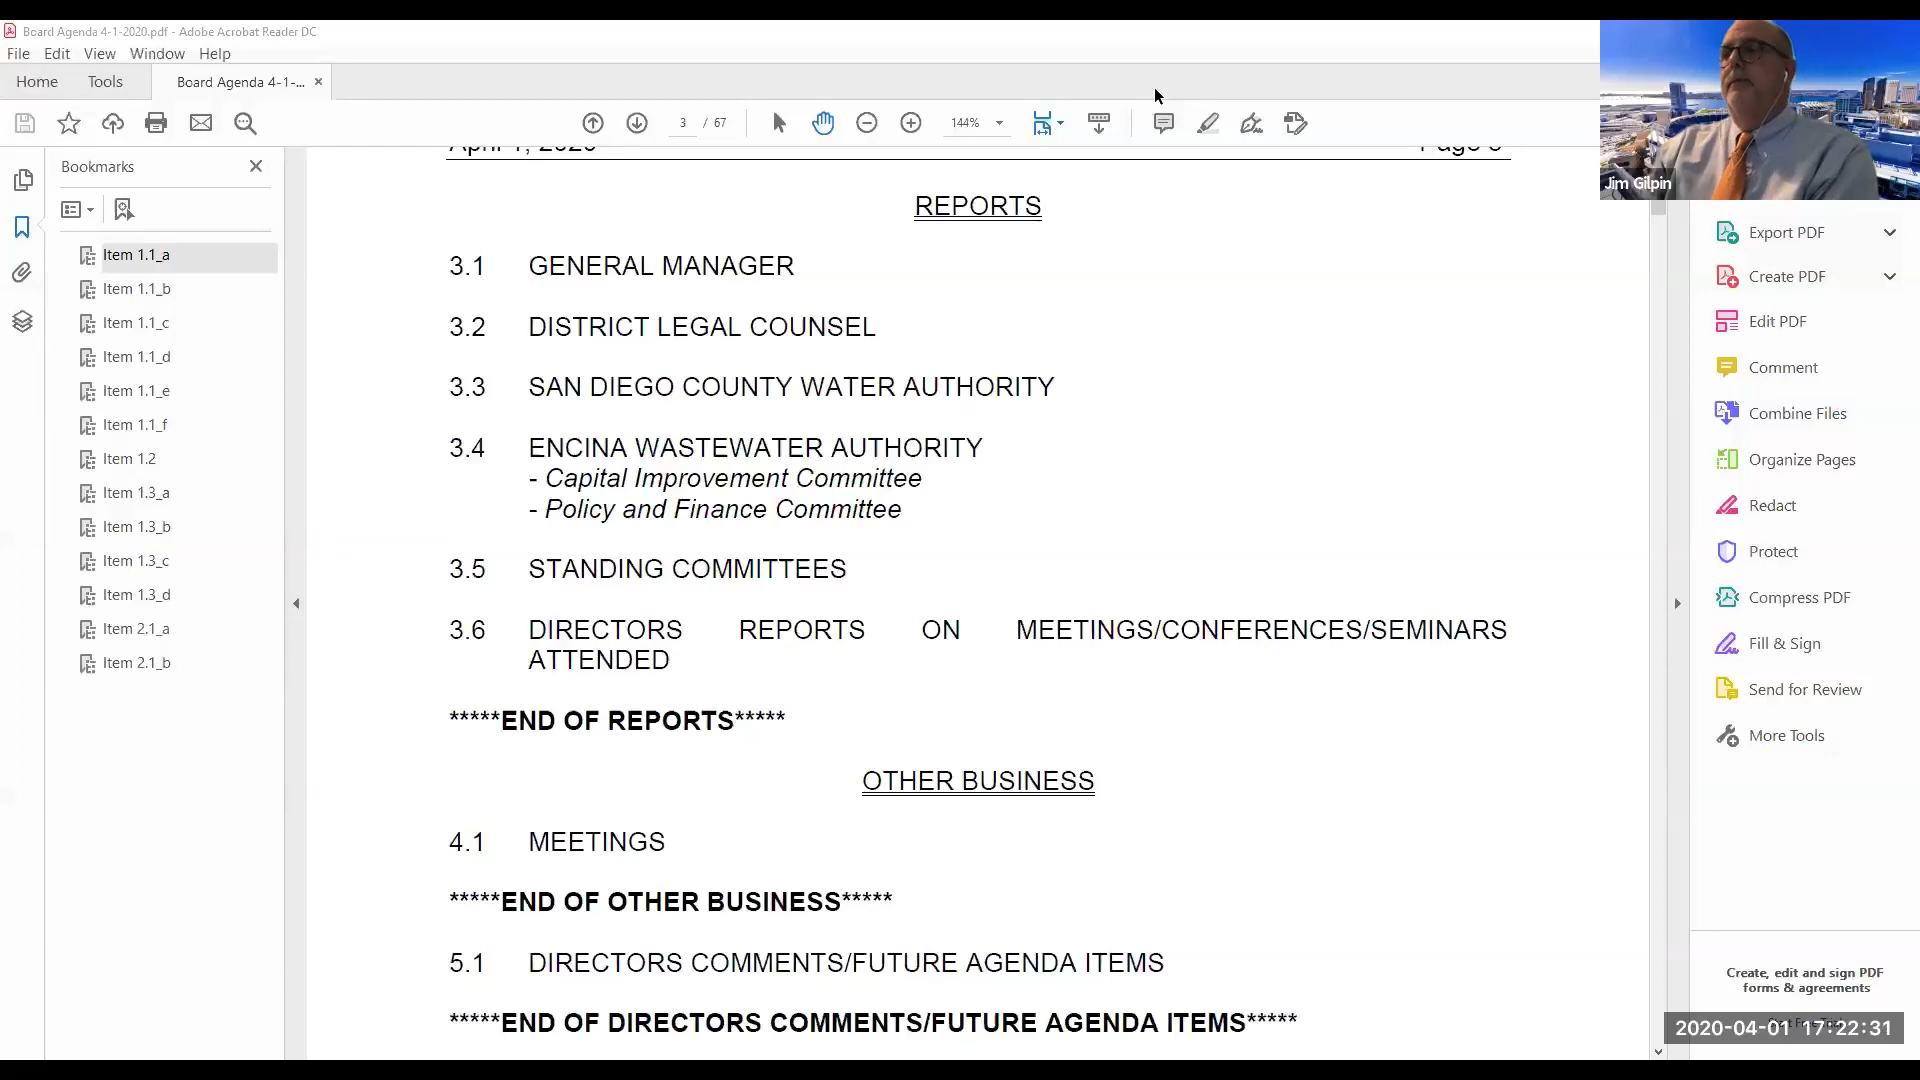 Board Agenda 4-1-2020.pdf - Adobe Acrobat Reader DC
File Edit View Window Help
Home Tools Board Agenda 4-1-... ×
3 / 67 144%
Bookmarks
Item 1.1_a
Item 1.1_b
Item 1.1_c
Item 1.1_d
Item 1.1_e
Item 1.1_f
Item 1.2
Item 1.3_a
Item 1.3_b
Item 1.3_c
Item 1.3_d
Item 2.1_a
Item 2.1_b
April 1, 2020
REPORTS
3.1 GENERAL MANAGER
3.2 DISTRICT LEGAL COUNSEL
3.3 SAN DIEGO COUNTY WATER AUTHORITY
3.4 ENCINA WASTEWATER AUTHORITY
- Capital Improvement Committee
- Policy and Finance Committee
3.5 STANDING COMMITTEES
3.6 DIRECTORS REPORTS ON MEETINGS/CONFERENCES/SEMINARS
ATTENDED
*****END OF REPORTS*****
OTHER BUSINESS
4.1 MEETINGS
*****END OF OTHER BUSINESS*****
5.1 DIRECTORS COMMENTS/FUTURE AGENDA ITEMS
*****END OF DIRECTORS COMMENTS/FUTURE AGENDA ITEMS*****
Jim Gilpin
Export PDF
Create PDF
Edit PDF
Comment
Combine Files
Organize Pages
Redact
Protect
Compress PDF
Fill & Sign
Send for Review
More Tools
Create, edit and sign PDF
forms & agreements
2020-04-01 17:22:31